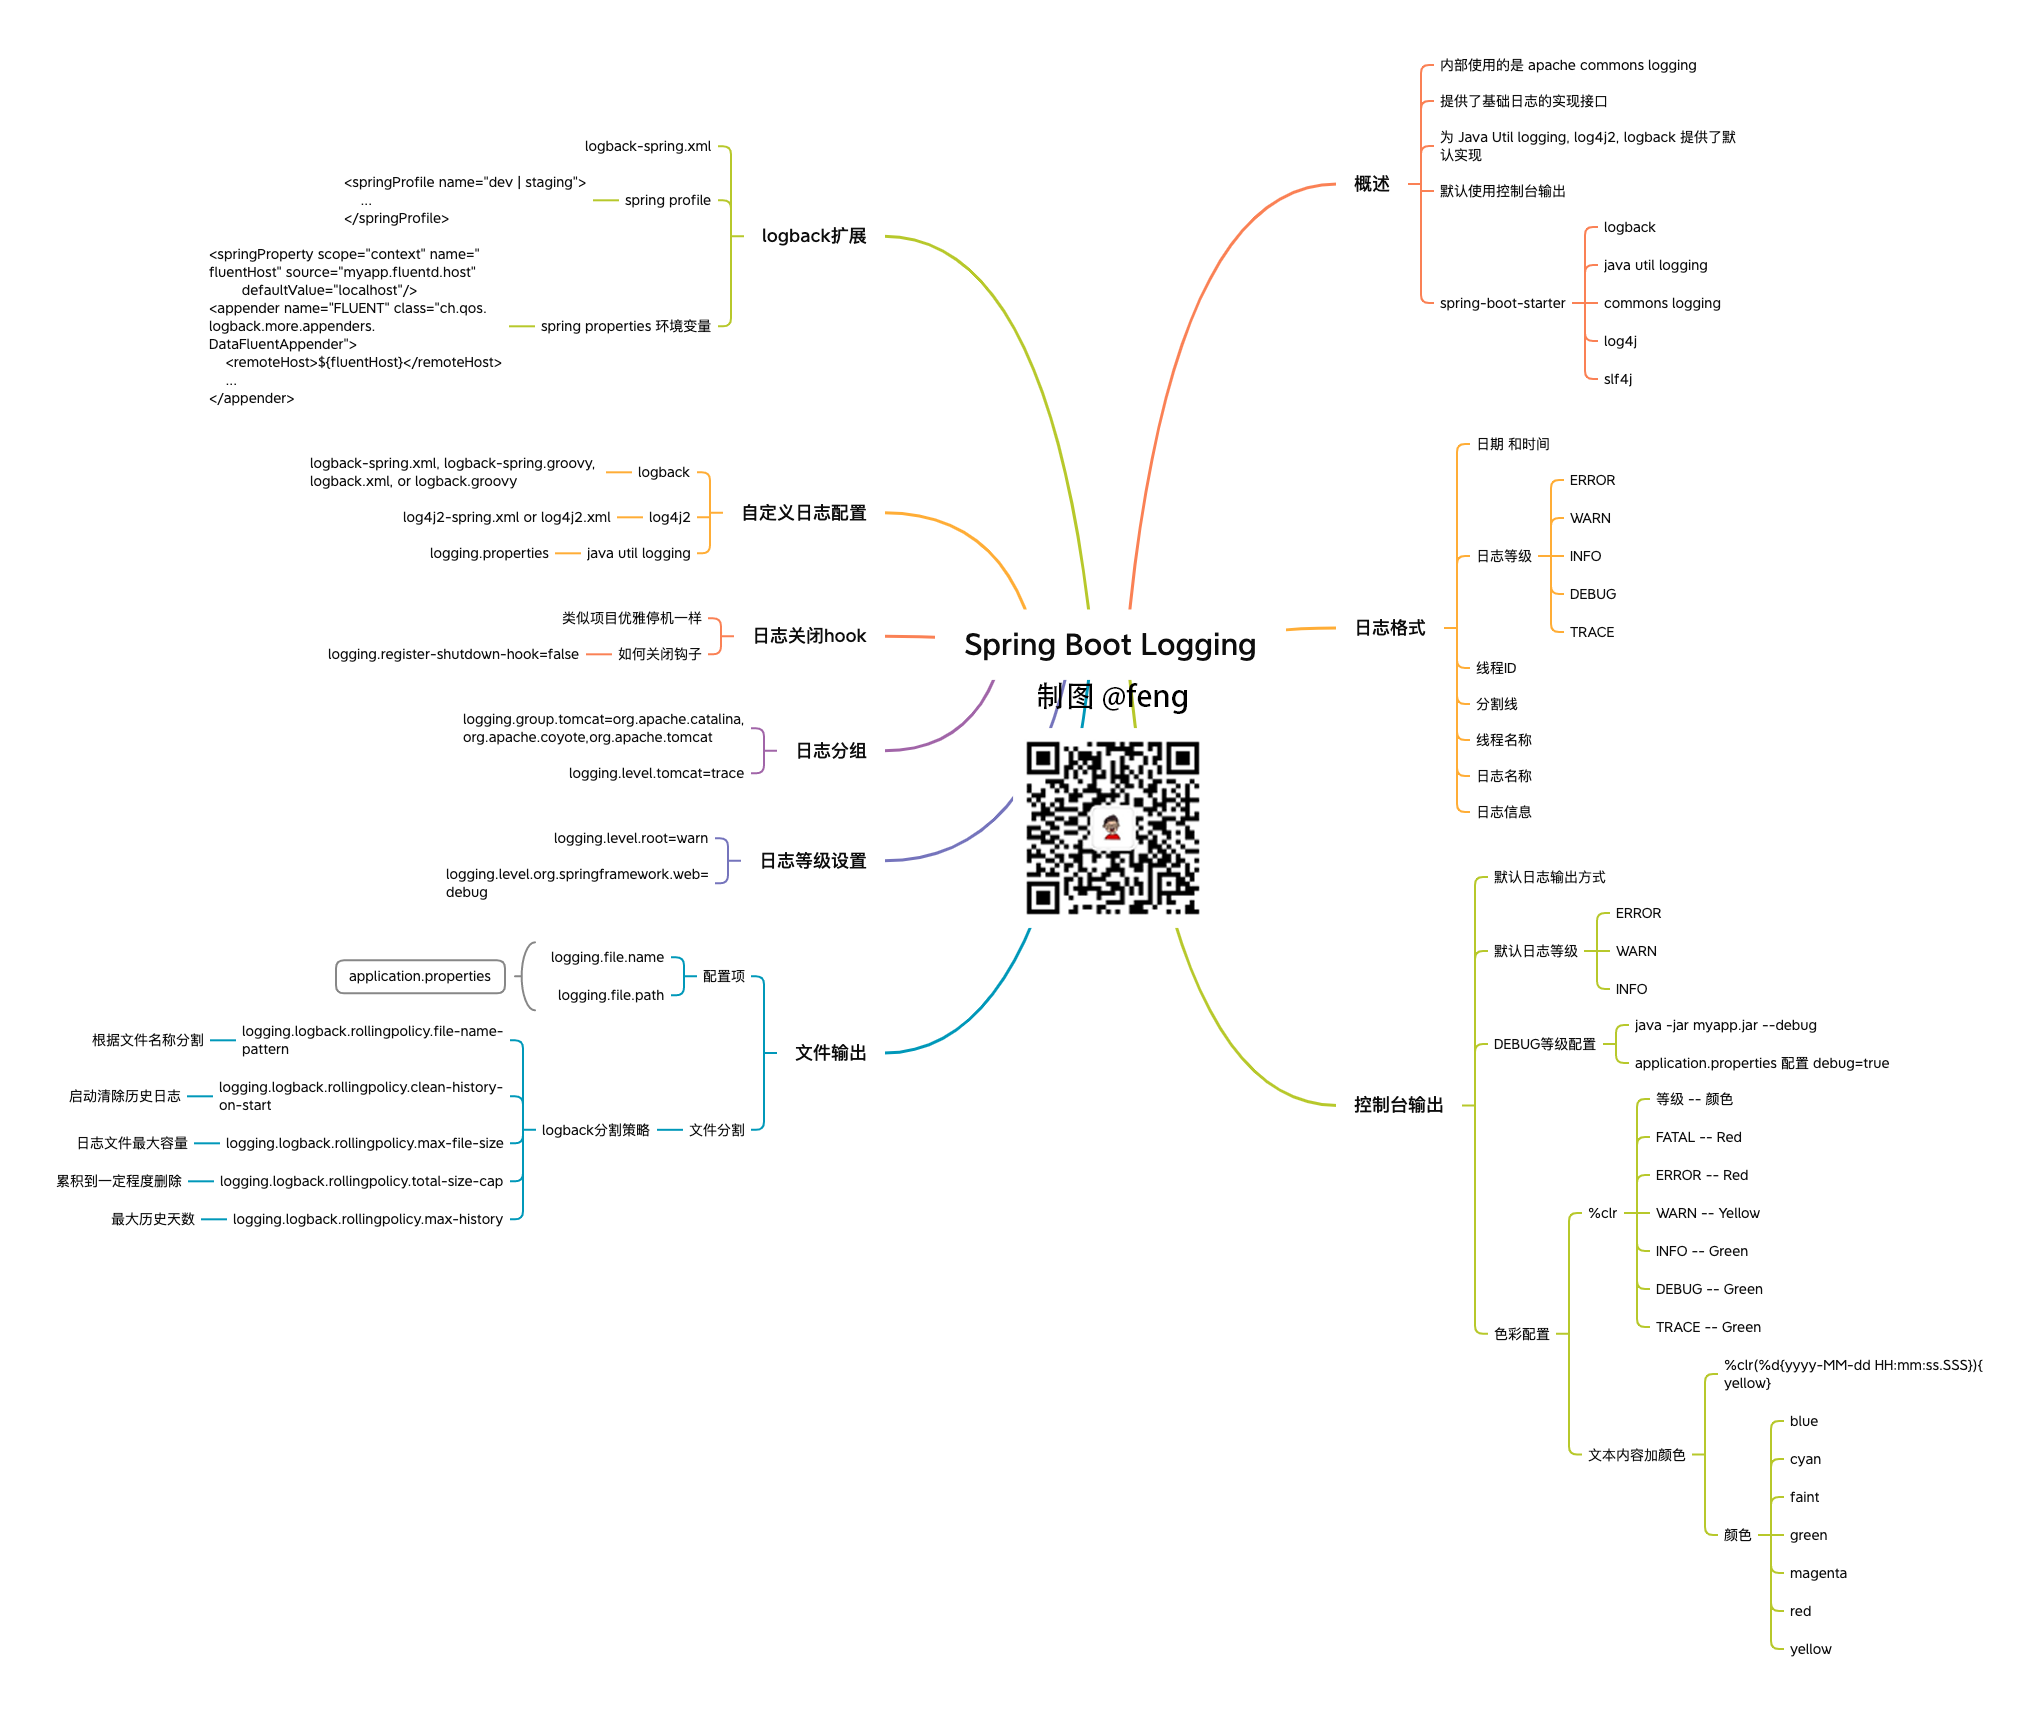 Spring Boot Logging
制图 @feng
概述
内部使用的是 apache commons logging
提供了基础日志的实现接口
为 Java Util logging, log4j2, logback 提供了默
认实现
默认使用控制台输出
spring-boot-starter
logback
java util logging
commons logging
log4j
slf4j
日志格式
日期 和时间
日志等级
ERROR
WARN
INFO
DEBUG
TRACE
线程ID
分割线
线程名称
日志名称
日志信息
控制台输出
默认日志输出方式
默认日志等级
ERROR
WARN
INFO
DEBUG等级配置
java -jar myapp.jar --debug
application.properties 配置 debug=true
色彩配置
%clr
等级 -- 颜色
FATAL -- Red
ERROR -- Red
WARN -- Yellow
INFO -- Green
DEBUG -- Green
TRACE -- Green
文本内容加颜色
%clr(%d{yyyy-MM-dd HH:mm:ss.SSS}){
yellow}
颜色
blue
cyan
faint
green
magenta
red
yellow
logback扩展
logback-spring.xml
spring profile
<springProfile name="dev | staging">
...
</springProfile>
spring properties 环境变量
<springProperty scope="context" name="
fluentHost" source="myapp.fluentd.host"
defaultValue="localhost"/>
<appender name="FLUENT" class="ch.qos.
logback.more.appenders.
DataFluentAppender">
<remoteHost>${fluentHost}</remoteHost>
...
</appender>
自定义日志配置
logback
logback-spring.xml, logback-spring.groovy,
logback.xml, or logback.groovy
log4j2
log4j2-spring.xml or log4j2.xml
java util logging
logging.properties
日志关闭hook
类似项目优雅停机一样
如何关闭钩子
logging.register-shutdown-hook=false
日志分组
logging.group.tomcat=org.apache.catalina,
org.apache.coyote,org.apache.tomcat
logging.level.tomcat=trace
日志等级设置
logging.level.root=warn
logging.level.org.springframework.web=
debug
文件输出
配置项
logging.file.name
logging.file.path
application.properties
文件分割
logback分割策略
logging.logback.rollingpolicy.file-name-
pattern
根据文件名称分割
logging.logback.rollingpolicy.clean-history-
on-start
启动清除历史日志
logging.logback.rollingpolicy.max-file-size
日志文件最大容量
logging.logback.rollingpolicy.total-size-cap
累积到一定程度删除
logging.logback.rollingpolicy.max-history
最大历史天数